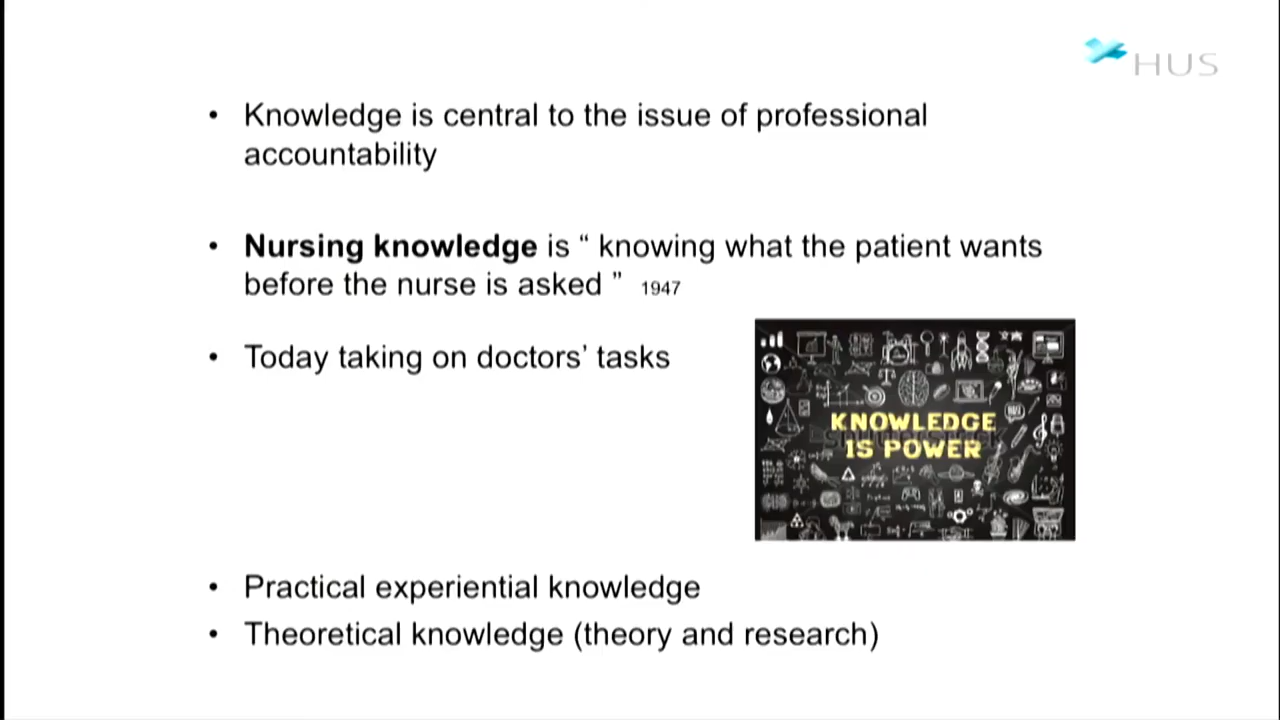 HUS
• Knowledge is central to the issue of professional
accountability
• Nursing knowledge is “ knowing what the patient wants
before the nurse is asked ” 1947
• Today taking on doctors’ tasks
KNOWLEDGE
IS POWER
• Practical experiential knowledge
• Theoretical knowledge (theory and research)